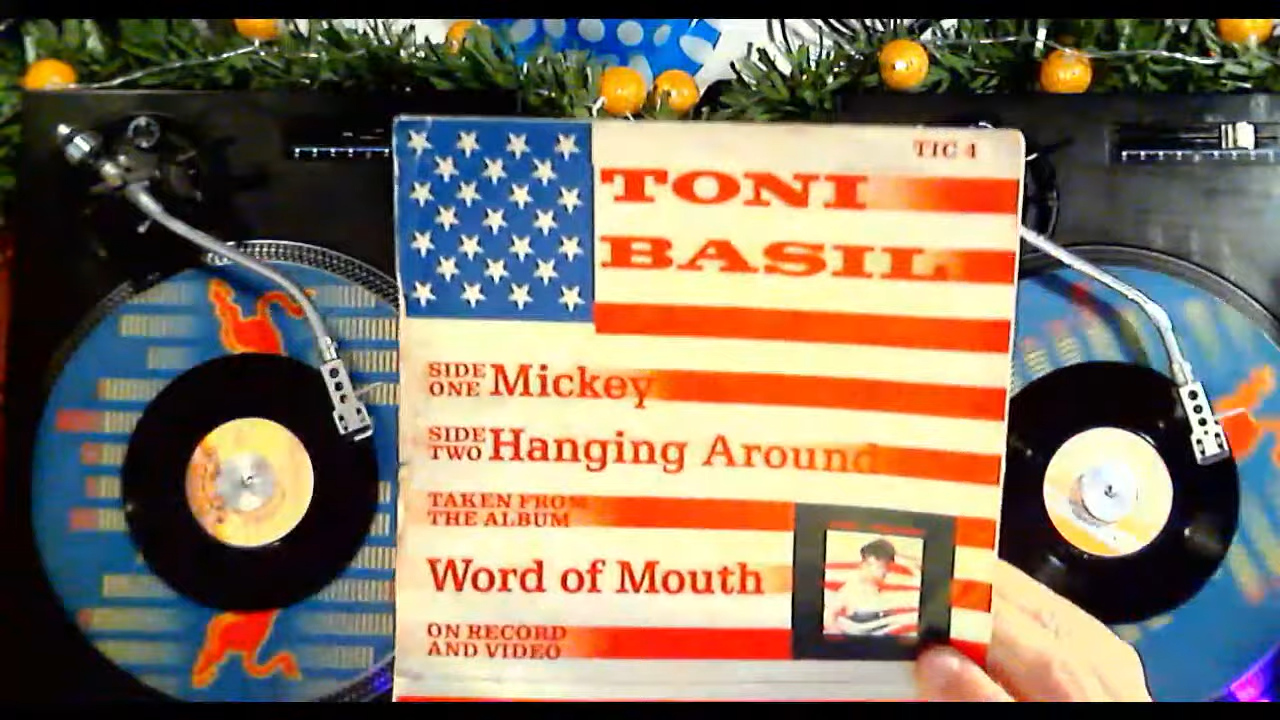 TIC 4
TONI
BASIL
SIDE ONE Mickey
SIDE TWO Hanging Around
TAKEN FROM
THE ALBUM
Word of Mouth
ON RECORD
AND VIDEO